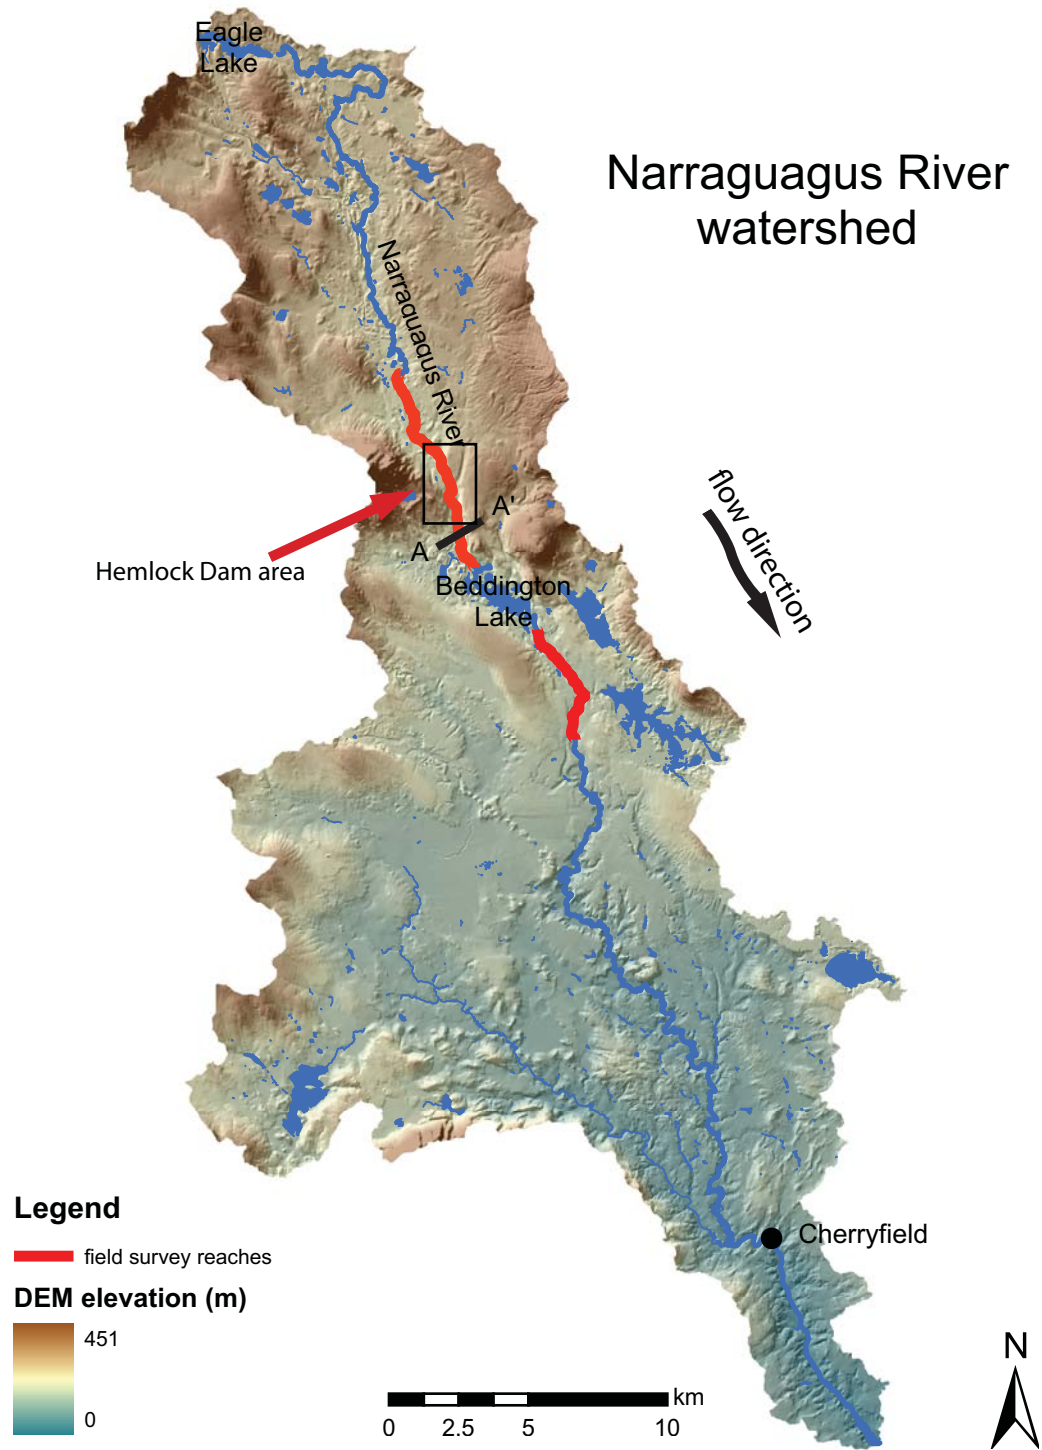 Eagle
Lake
Narraguagus River
watershed
Narraguagus River
flow direction
A'
A
Hemlock Dam area
Beddington
Lake
Legend
field survey reaches
DEM elevation (m)
451
0
Cherryfield
N
km
0 2.5 5 10